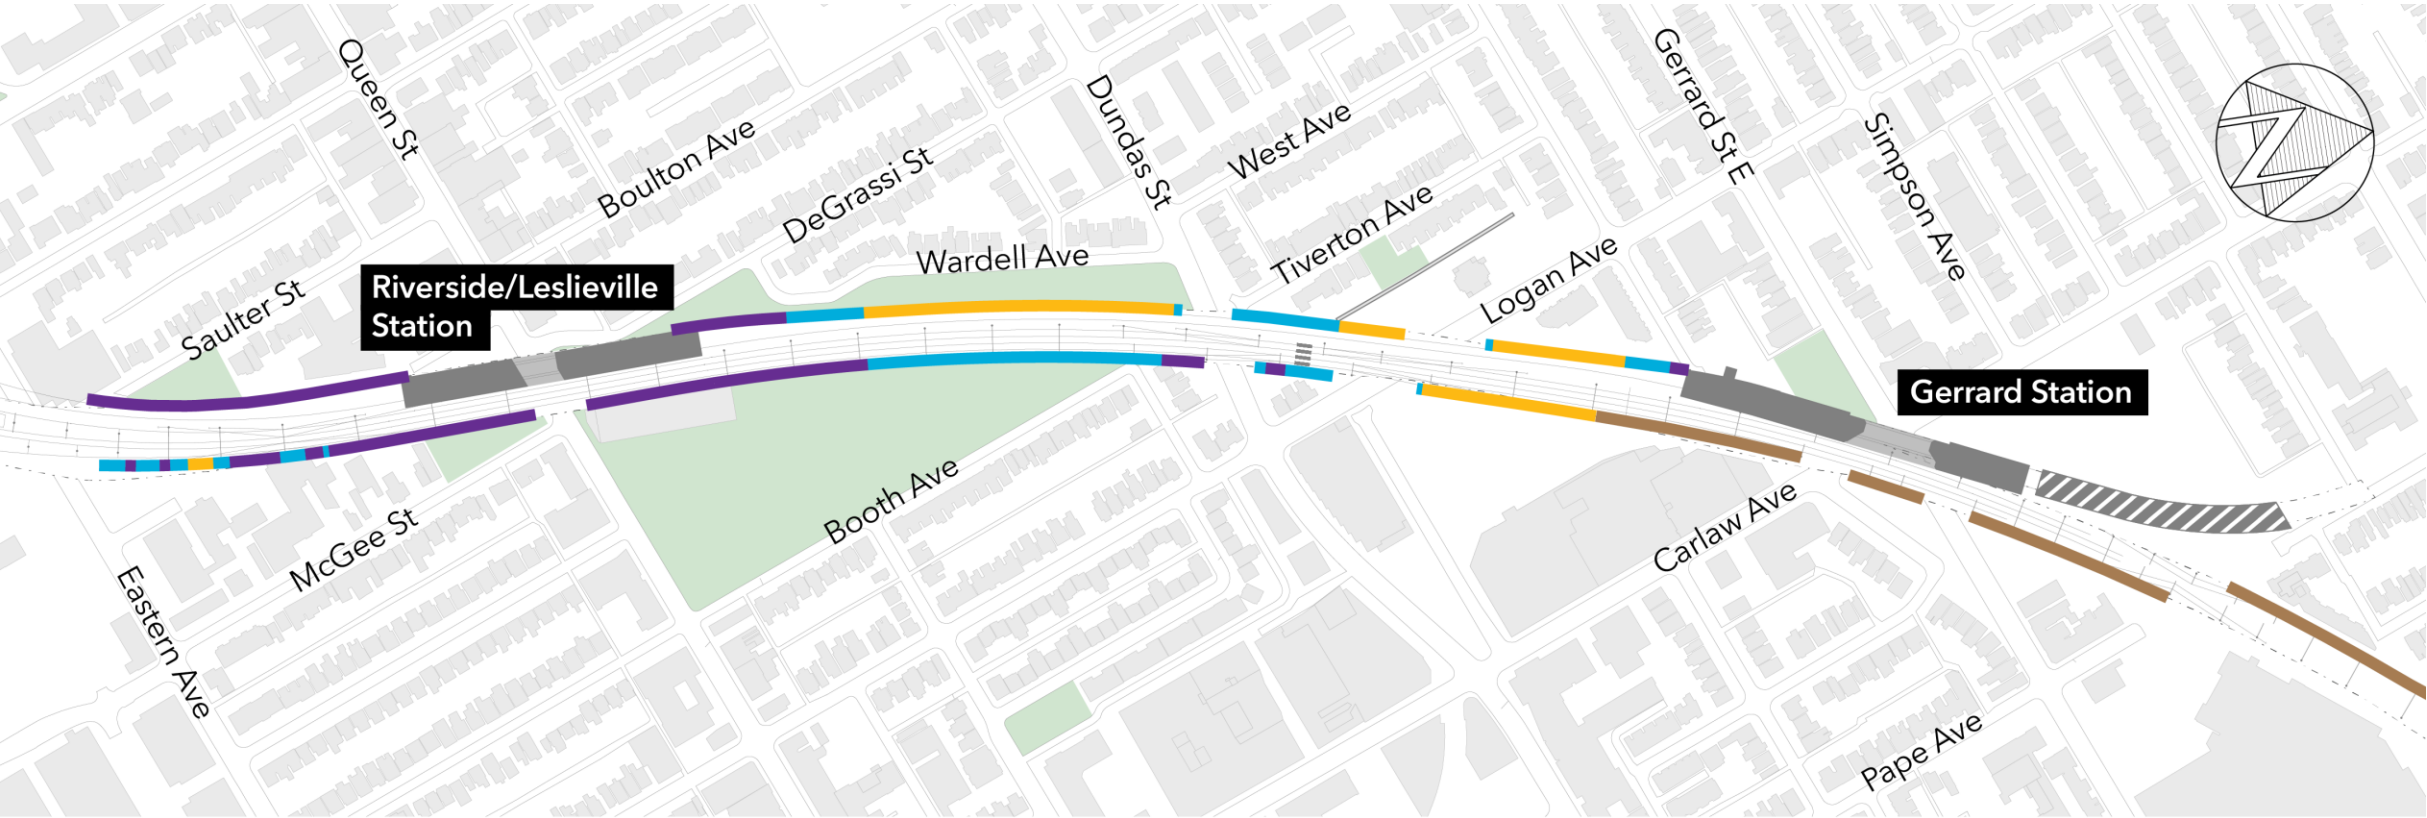 Queen St
Boulton Ave
DeGrassi St
Dundas St
West Ave
Gerrard St E
Simpson Ave
N
Wardell Ave
Tiverton Ave
Logan Ave
Saulter St
Riverside/Leslieville
Station
Gerrard Station
McGee St
Booth Ave
Carlaw Ave
Eastern Ave
Pape Ave